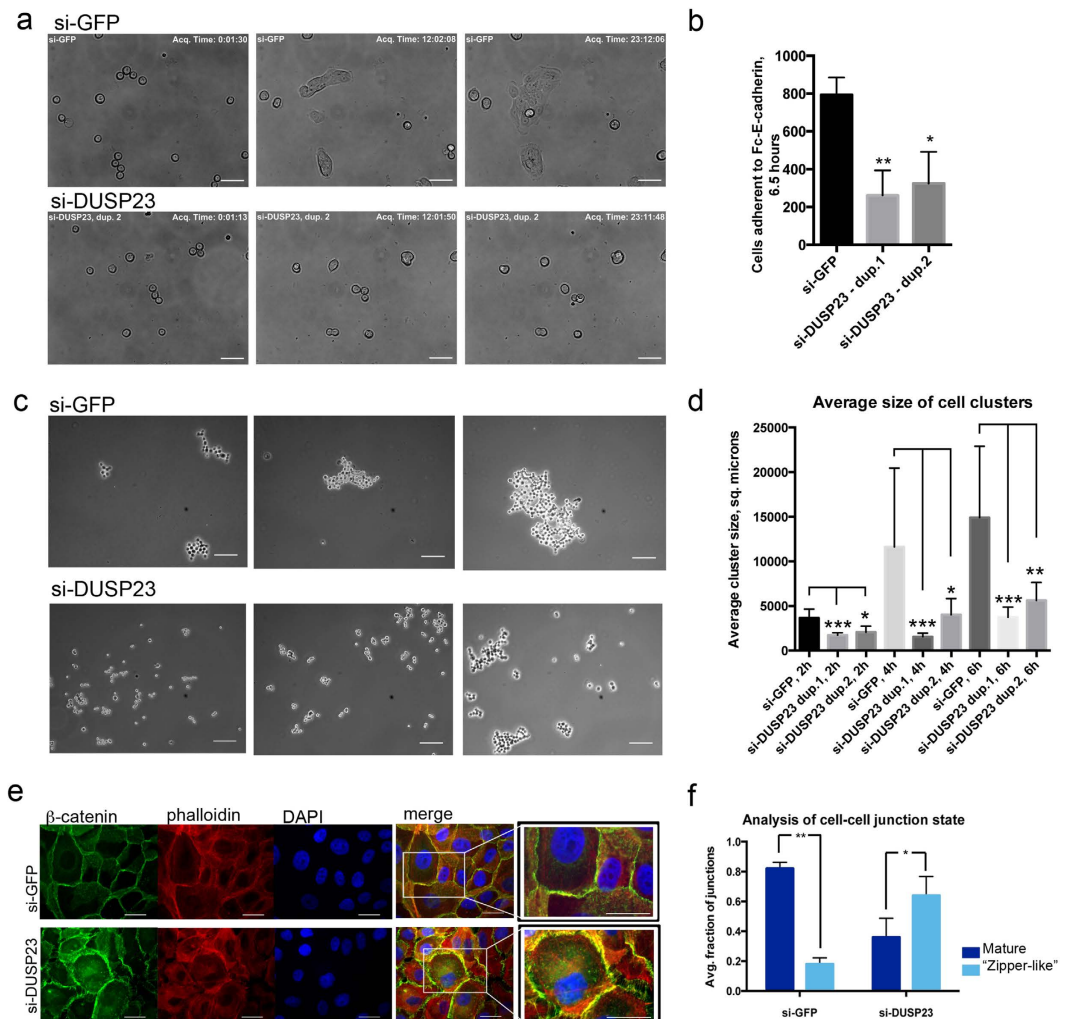 a
si-GFP
si-GFP Acq. Time: 0:01:30
si-GFP Acq. Time: 12:02:08
si-GFP Acq. Time: 23:12:06
si-DUSP23
si-DUSP23, dup. 2 Acq. Time: 0:01:13
si-DUSP23, dup. 2 Acq. Time: 12:01:50
si-DUSP23, dup. 2 Acq. Time: 23:11:48
b
Cells adherent to Fc-E-cadherin,
6.5 hours
1000
800
600
400
200
0
**
*
si-GFP
si-DUSP23 - dup.1
si-DUSP23 - dup.2
c
si-GFP
si-DUSP23
d
Average size of cell clusters
Average cluster size, sq. microns
25000
20000
15000
10000
5000
0
***
*
***
*
***
**
si-GFP, 2h
si-DUSP23 dup.1, 2h
si-DUSP23 dup.2, 2h
si-GFP, 4h
si-DUSP23 dup.1, 4h
si-DUSP23 dup.2, 4h
si-GFP, 6h
si-DUSP23 dup.1, 6h
si-DUSP23 dup.2, 6h
e
β-catenin phalloidin DAPI merge
si-GFP
si-DUSP23
f
Analysis of cell-cell junction state
Avg. fraction of junctions
1.0
0.8
0.6
0.4
0.2
0.0
**
*
si-GFP
si-DUSP23
Mature
"Zipper-like"